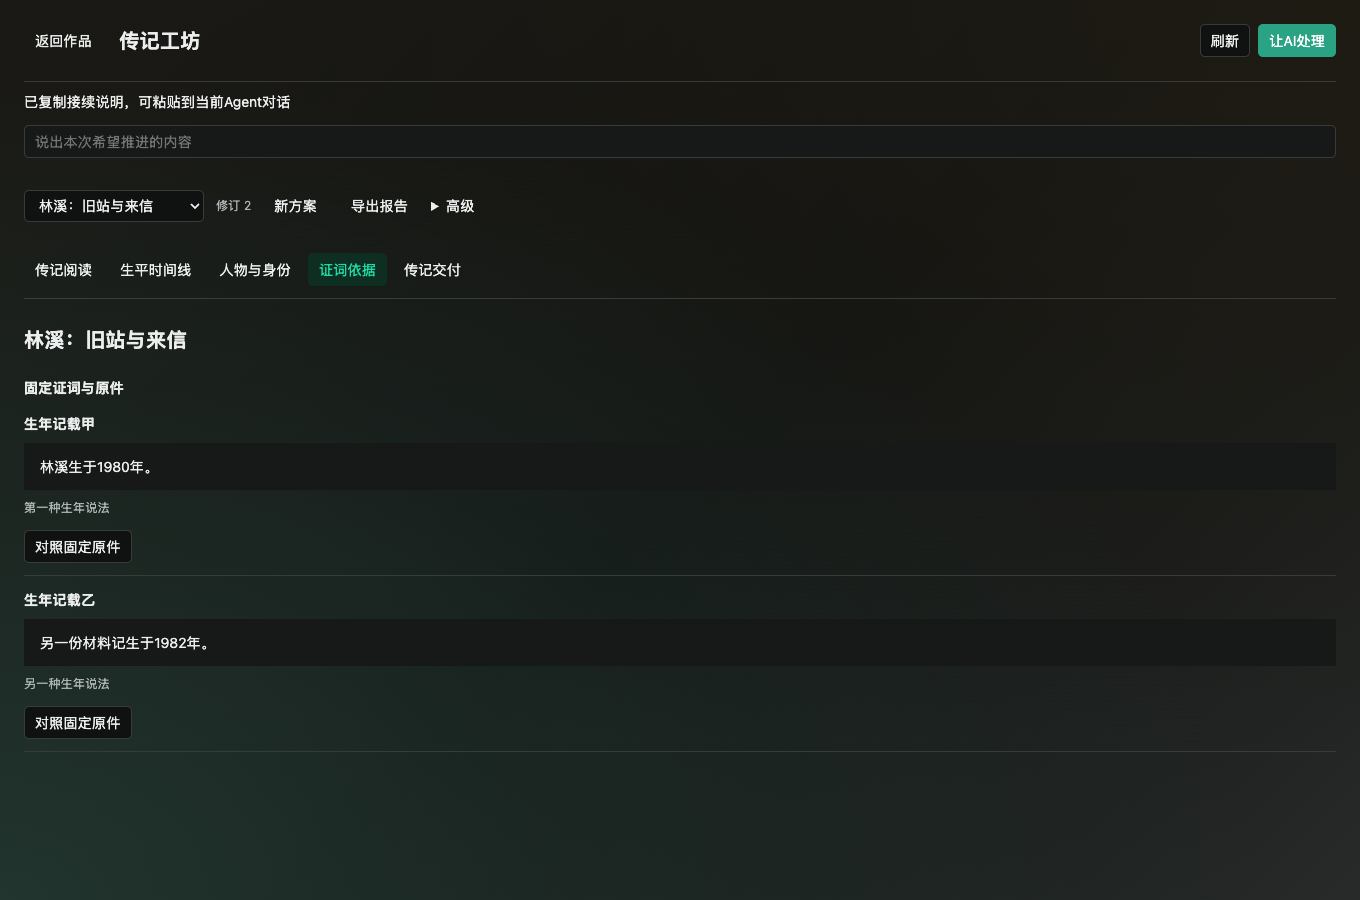 返回作品 传记工坊 刷新 让AI处理
已复制接续说明，可粘贴到当前Agent对话
说出本次希望推进的内容
林溪：旧站与来信 修订 2 新方案 导出报告 ▶ 高级
传记阅读 生平时间线 人物与身份 证词依据 传记交付
林溪：旧站与来信
固定证词与原件
生年记载甲
林溪生于1980年。
第一种生年说法
对照固定原件
生年记载乙
另一份材料记生于1982年。
另一种生年说法
对照固定原件